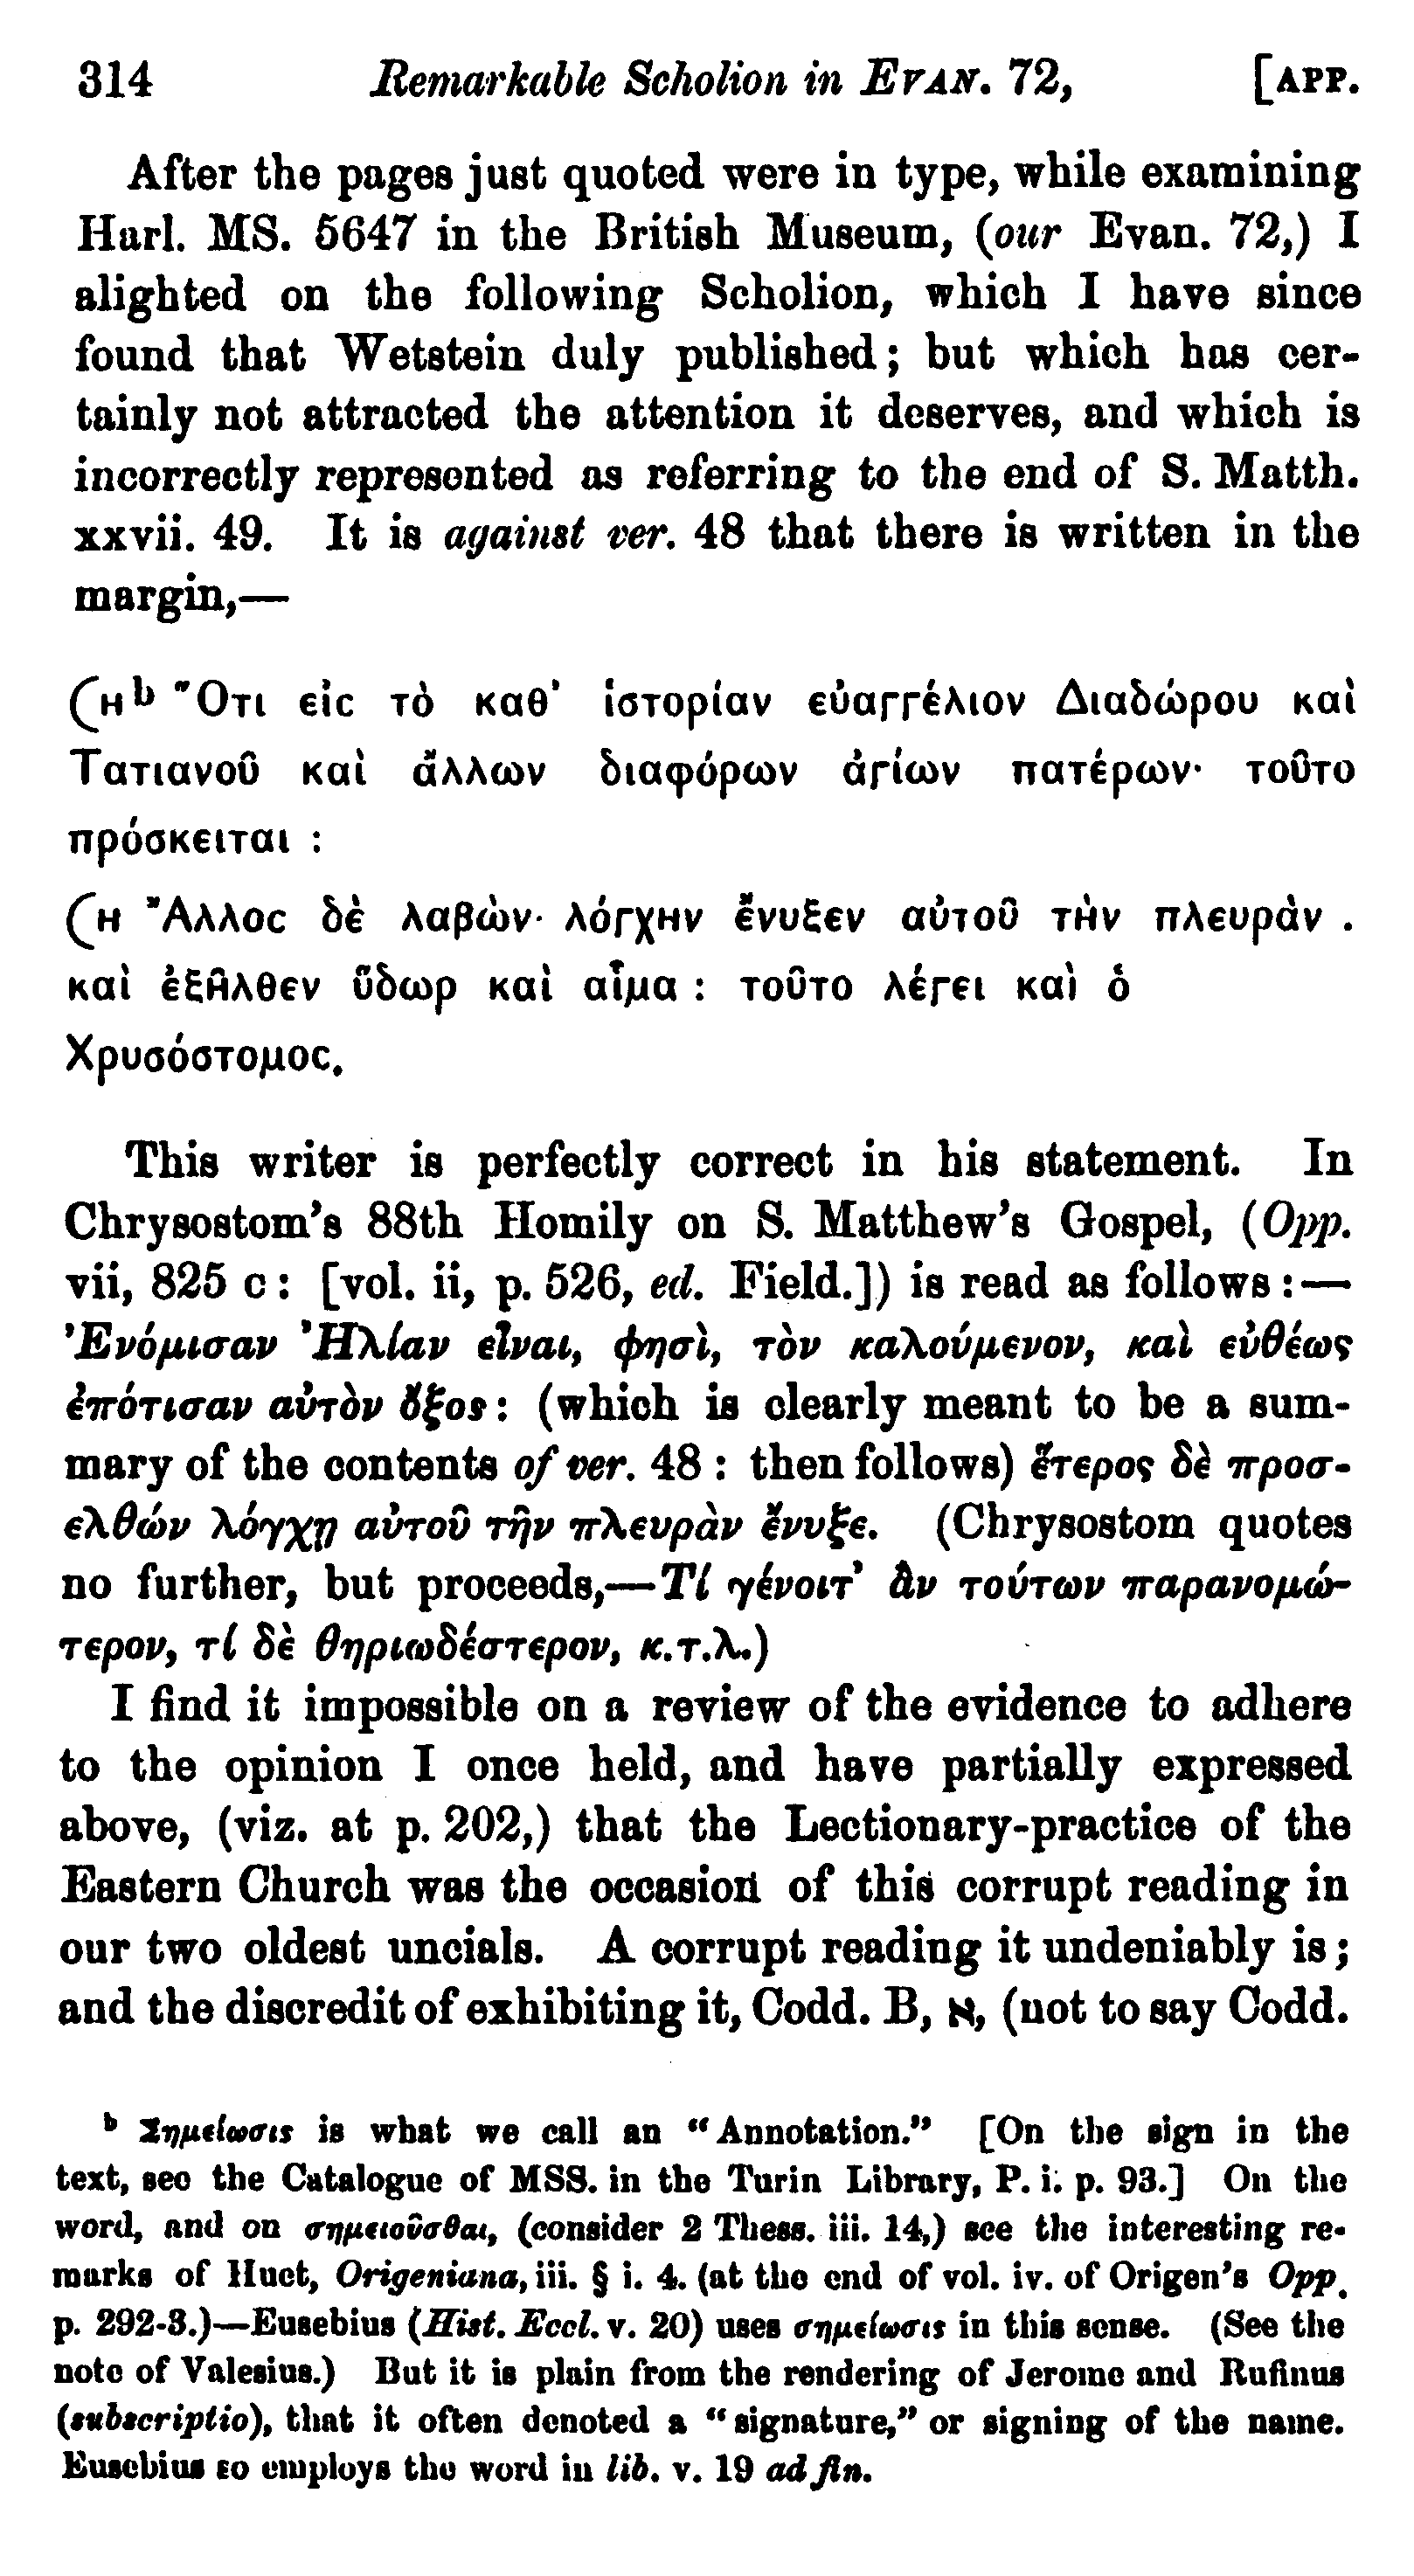 314 Remarkable Scholion in EVAN. 72, [APP.
After the pages just quoted were in type, while examining
Harl. MS. 5647 in the British Museum, (our Evan. 72,) I
alighted on the following Scholion, which I have since
found that Wetstein duly published; but which has cer-
tainly not attracted the attention it deserves, and which is
incorrectly represented as referring to the end of S. Matth.
xxvii. 49. It is against ver. 48 that there is written in the
margin,—
(Ηᵇ Ὅτι εἰς τὸ καθ' ἱστορίαν εὐαγγέλιον Διαδώρου καὶ
Τατιανοῦ καὶ ἄλλων διαφόρων ἁγίων πατέρων· τοῦτο
πρόσκειται :
(Η Ἄλλος δὲ λαβὼν· λόγχην ἔνυξεν αὐτοῦ τὴν πλευρὰν .
καὶ ἐξῆλθεν ὕδωρ καὶ αἷμα : τοῦτο λέγει καὶ ὁ
Χρυσόστομος.
This writer is perfectly correct in his statement. In
Chrysostom's 88th Homily on S. Matthew's Gospel, (Opp.
vii, 825 c : [vol. ii, p. 526, ed. Field.]) is read as follows :—
Ἐνόμισαν Ἠλίαν εἶναι, φησὶ, τὸν καλούμενον, καὶ εὐθέως
ἐπότισαν αὐτὸν ὄξος : (which is clearly meant to be a sum-
mary of the contents of ver. 48 : then follows) ἕτερος δὲ προσ-
ελθών λόγχῃ αὐτοῦ τῆν πλευρὰν ἔνυξε. (Chrysostom quotes
no further, but proceeds,—Τί γένοιτ' ἂν τούτων παρανομώ-
τερον, τί δὲ θηριωδέστερον, κ.τ.λ.)
I find it impossible on a review of the evidence to adhere
to the opinion I once held, and have partially expressed
above, (viz. at p. 202,) that the Lectionary-practice of the
Eastern Church was the occasion of this corrupt reading in
our two oldest uncials. A corrupt reading it undeniably is;
and the discredit of exhibiting it, Codd. B, א, (not to say Codd.
ᵇ Σημείωσις is what we call an "Annotation." [On the sign in the
text, see the Catalogue of MSS. in the Turin Library, P. i. p. 93.] On the
word, and on σημειοῦσθαι, (consider 2 Thess. iii. 14,) see the interesting re-
marks of Huet, Origeniana, iii. § i. 4. (at the end of vol. iv. of Origen's Opp.
p. 292-3.)—Eusebius (Hist. Eccl. v. 20) uses σημείωσις in this sense. (See the
note of Valesius.) But it is plain from the rendering of Jerome and Rufinus
(subscriptio), that it often denoted a "signature," or signing of the name.
Eusebius so employs the word in lib. v. 19 ad fin.